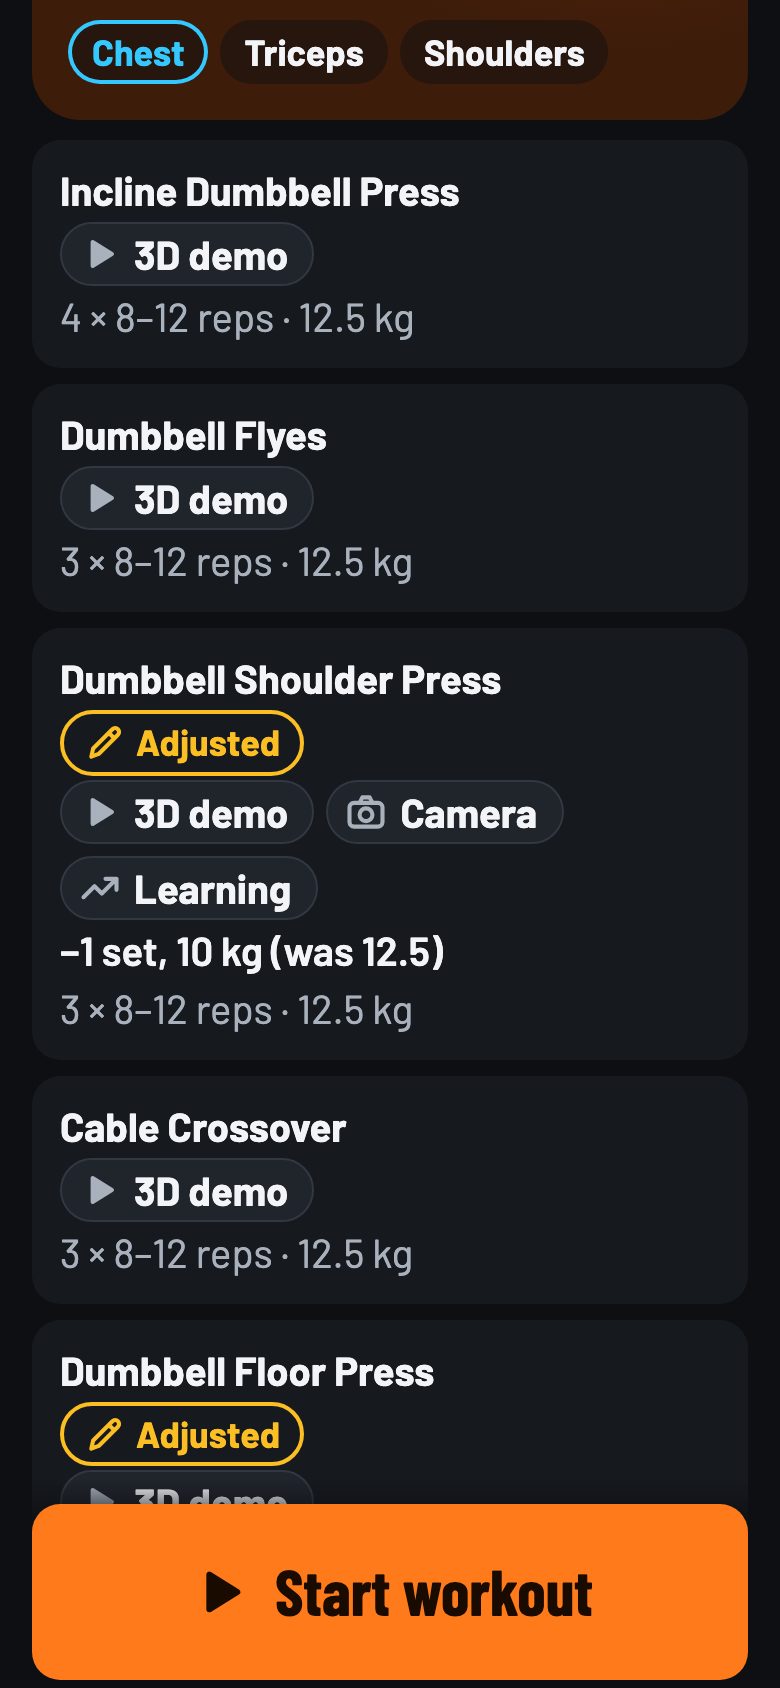 Chest Triceps Shoulders
Incline Dumbbell Press
3D demo
4 × 8–12 reps · 12.5 kg
Dumbbell Flyes
3D demo
3 × 8–12 reps · 12.5 kg
Dumbbell Shoulder Press
Adjusted
3D demo Camera
Learning
−1 set, 10 kg (was 12.5)
3 × 8–12 reps · 12.5 kg
Cable Crossover
3D demo
3 × 8–12 reps · 12.5 kg
Dumbbell Floor Press
Adjusted
3D demo
Start workout